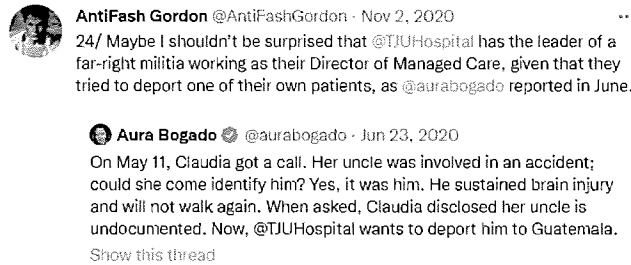 AntiFash Gordon @AntiFashGordon · Nov 2, 2020
24/ Maybe I shouldn't be surprised that @TJUHospital has the leader of a
far-right militia working as their Director of Managed Care, given that they
tried to deport one of their own patients, as @aurabogado reported in June.
Aura Bogado @aurabogado · Jun 23, 2020
On May 11, Claudia got a call. Her uncle was involved in an accident;
could she come identify him? Yes, it was him. He sustained brain injury
and will not walk again. When asked, Claudia disclosed her uncle is
undocumented. Now, @TJUHospital wants to deport him to Guatemala.
Show this thread